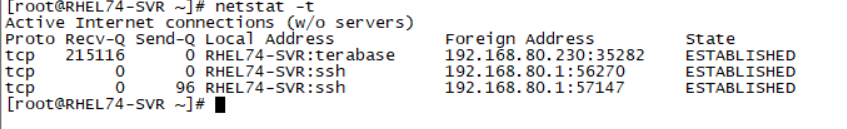 [root@RHEL74-SVR ~]# netstat -t
Active Internet connections (w/o servers)
Proto Recv-Q Send-Q Local Address           Foreign Address         State
tcp   215116      0 RHEL74-SVR:terabase     192.168.80.230:35282    ESTABLISHED
tcp        0      0 RHEL74-SVR:ssh          192.168.80.1:56270      ESTABLISHED
tcp        0     96 RHEL74-SVR:ssh          192.168.80.1:57147      ESTABLISHED
[root@RHEL74-SVR ~]#